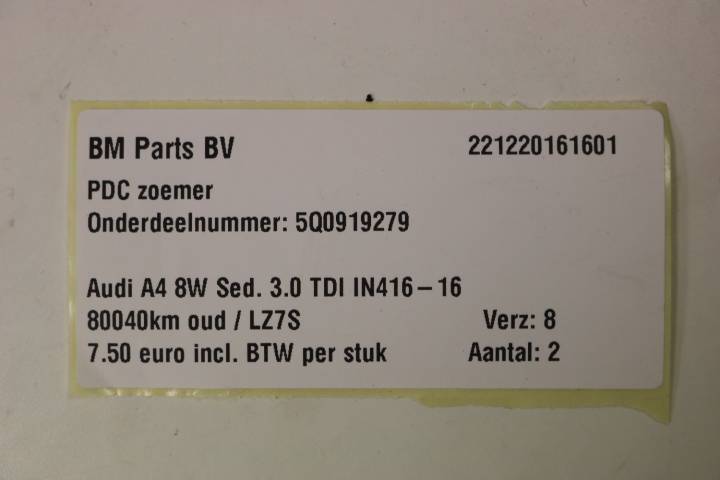 BM Parts BV 221220161601
PDC zoemer
Onderdeelnummer: 5Q0919279
Audi A4 8W Sed. 3.0 TDI IN416-16
80040km oud / LZ7S Verz: 8
7.50 euro incl. BTW per stuk Aantal: 2